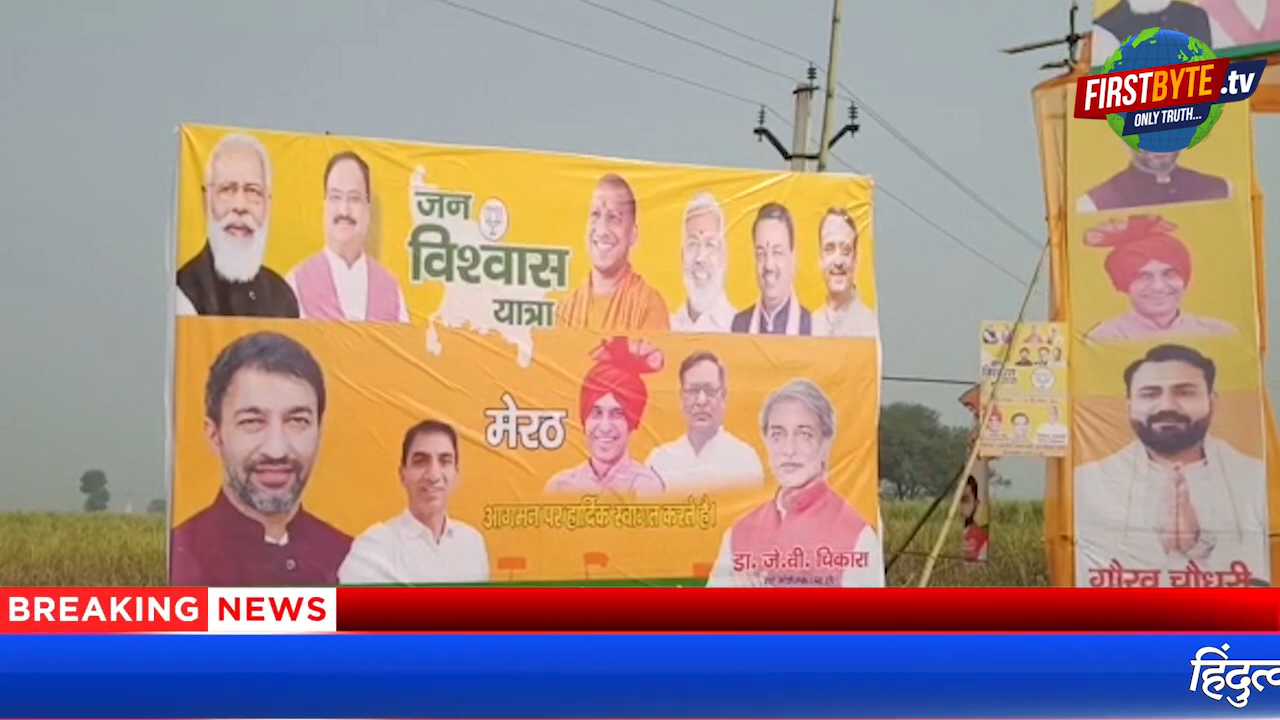 FIRSTBYTE.tv
ONLY TRUTH...
जन
विश्वास
यात्रा
मेरठ
आगमन पर हार्दिक स्वागत करते है।
डा. जे.वी. चिकारा
गौरव चौधरी
BREAKING NEWS